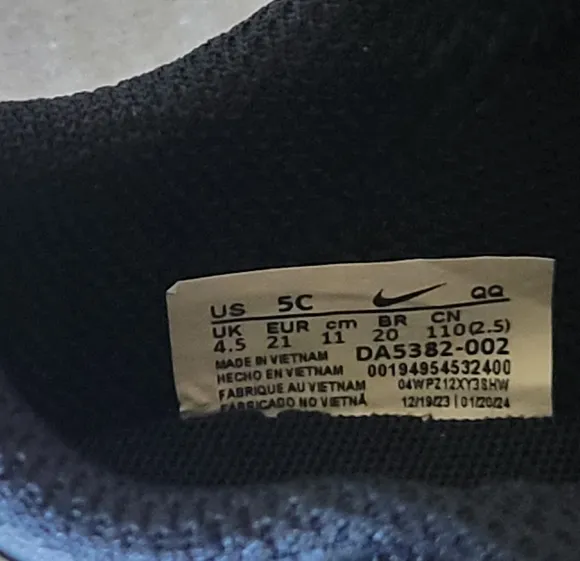 US 5C QQ
UK EUR cm BR CN
4.5 21 11 20 110(2.5)
MADE IN VIETNAM DA5382-002
HECHO EN VIETNAM 00194954532400
FABRIQUE AU VIETNAM 04WPZ12XY3SHW
FABRICADO NO VIETNÃ 12/19/23 | 01/20/24